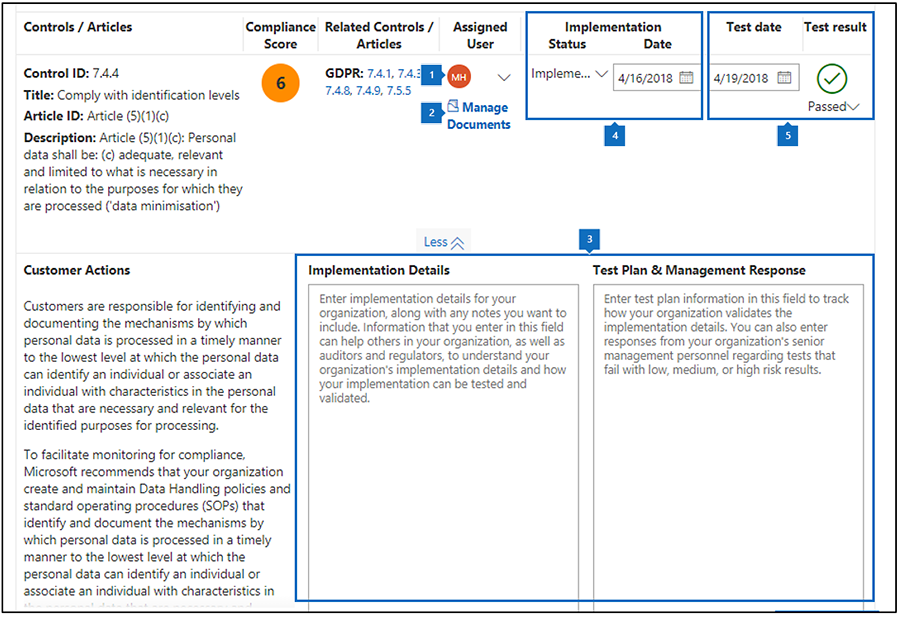 Controls / Articles
Compliance Score
Related Controls / Articles
Assigned User
Implementation
Status Date
Test date
Test result
Control ID: 7.4.4
Title: Comply with identification levels
Article ID: Article (5)(1)(c)
Description: Article (5)(1)(c): Personal
data shall be: (c) adequate, relevant
and limited to what is necessary in
relation to the purposes for which they
are processed ('data minimisation')
6
GDPR: 7.4.1, 7.4.3
7.4.8, 7.4.9, 7.5.5
1
MH
2
Manage
Documents
Impleme...
4/16/2018
4
4/19/2018
Passed
5
Less
3
Customer Actions
Customers are responsible for identifying and
documenting the mechanisms by which
personal data is processed in a timely manner
to the lowest level at which the personal data
can identify an individual or associate an
individual with characteristics in the personal
data that are necessary and relevant for the
identified purposes for processing.
To facilitate monitoring for compliance,
Microsoft recommends that your organization
create and maintain Data Handling policies and
standard operating procedures (SOPs) that
identify and document the mechanisms by
which personal data is processed in a timely
manner to the lowest level at which the
personal data can identify an individual or
associate an individual with characteristics in
Implementation Details
Enter implementation details for your
organization, along with any notes you want to
include. Information that you enter in this field
can help others in your organization, as well as
auditors and regulators, to understand your
organization's implementation details and how
your implementation can be tested and
validated.
Test Plan & Management Response
Enter test plan information in this field to track
how your organization validates the
implementation details. You can also enter
responses from your organization's senior
management personnel regarding tests that
fail with low, medium, or high risk results.